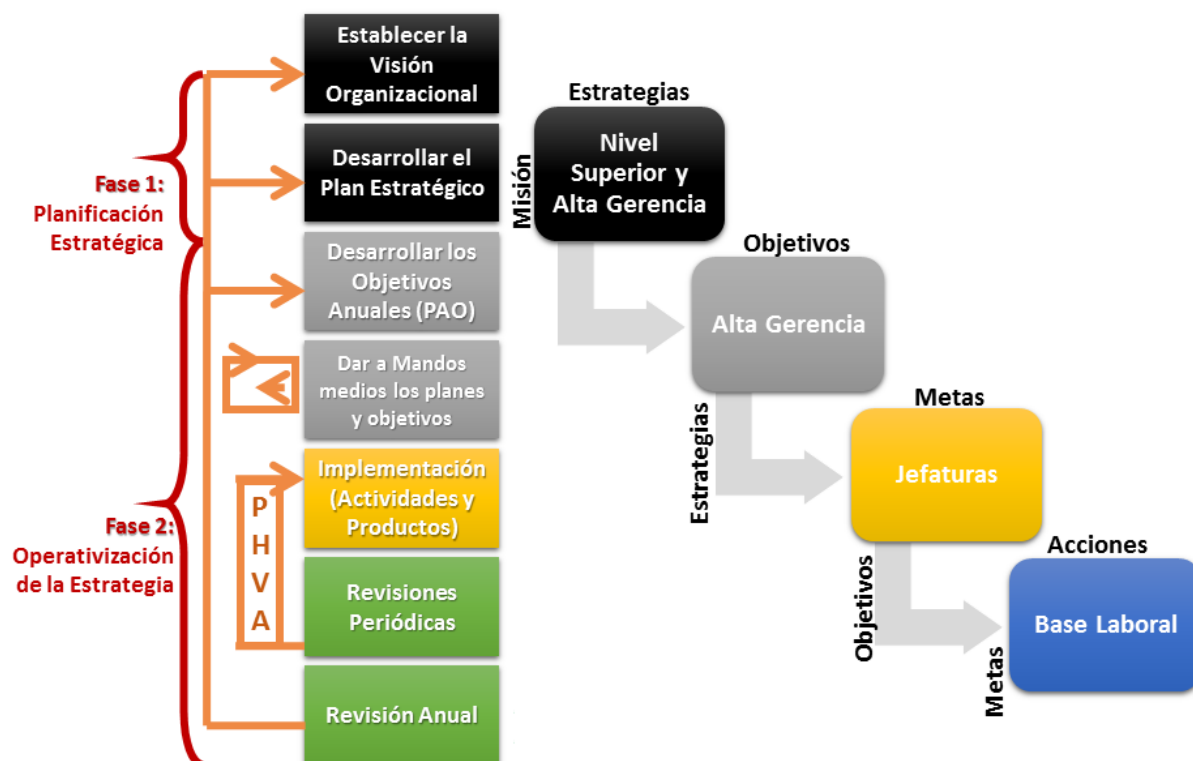 Establecer la
Visión
Organizacional
Desarrollar el
Plan Estratégico
Desarrollar los
Objetivos
Anuales (PAO)
Dar a Mandos
medios los planes
y objetivos
Implementación
(Actividades y
Productos)
Revisiones
Periódicas
Revisión Anual
Fase 1:
Planificación
Estratégica
Fase 2:
Operativización
de la Estrategia
P
H
V
A
Estrategias
Misión
Nivel
Superior y
Alta Gerencia
Objetivos
Estrategias
Alta Gerencia
Metas
Objetivos
Jefaturas
Acciones
Metas
Base Laboral